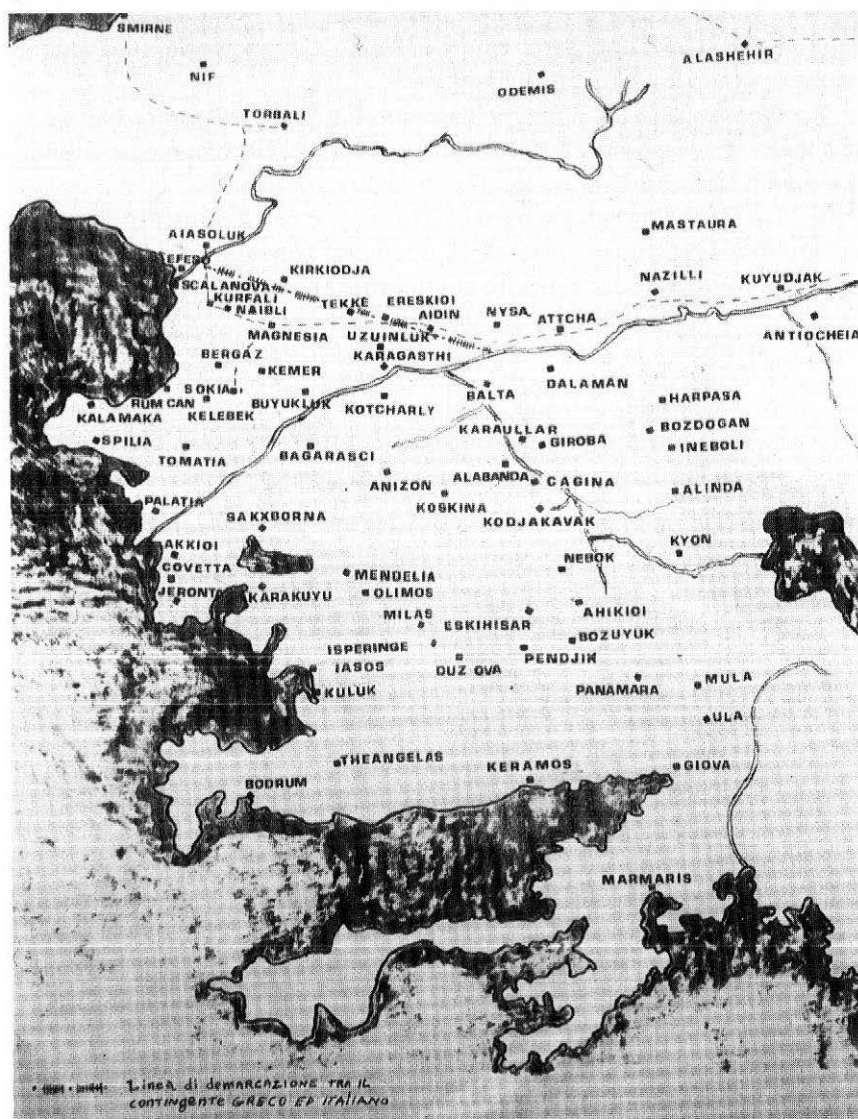 SMIRNE
NIF
ALASHEHIR
ODEMIS
TORBALI
MASTAURA
AIASOLUK
EFESO
SCALANOVA
KIRKIODJA
NAZILLI
KUYUDJAK
KURFALI
NAIBLI
TEKKÈ
ERESKIOI
AIDIN
NYSA
ATTCHA
ANTIOCHEIA
MAGNESIA
UZUINLUK
KARAGASTHI
BERGAZ
KEMER
DALAMAN
SOKIA
BALTA
HARPASA
RUM CAN
KALAMAKA
KELEBEK
BUYUKLUK
KOTCHARLY
BOZDOGAN
KARAULLAR
GIROBA
INEBOLI
SPILIA
TOMATIA
BAGARASCI
ANIZON
ALABANDA
CAGINA
ALINDA
KOSKINA
PALATIA
KODJAKAVAK
SAKXBORNA
AKKIOI
KYON
COVETTA
NEBOK
MENDELIA
JERONTA
KARAKUYU
OLIMOS
AHIKIOI
MILAS
ESKIHISAR
BOZUYUK
ISPERINGE
IASOS
PENDJIK
DUZ OVA
KULUK
PANAMARA
MULA
ULA
THEANGELAS
KERAMOS
GIOVA
BODRUM
MARMARIS
Linea di demARCAZIONE TRA IL
contingente GRECO ED ITALIANO